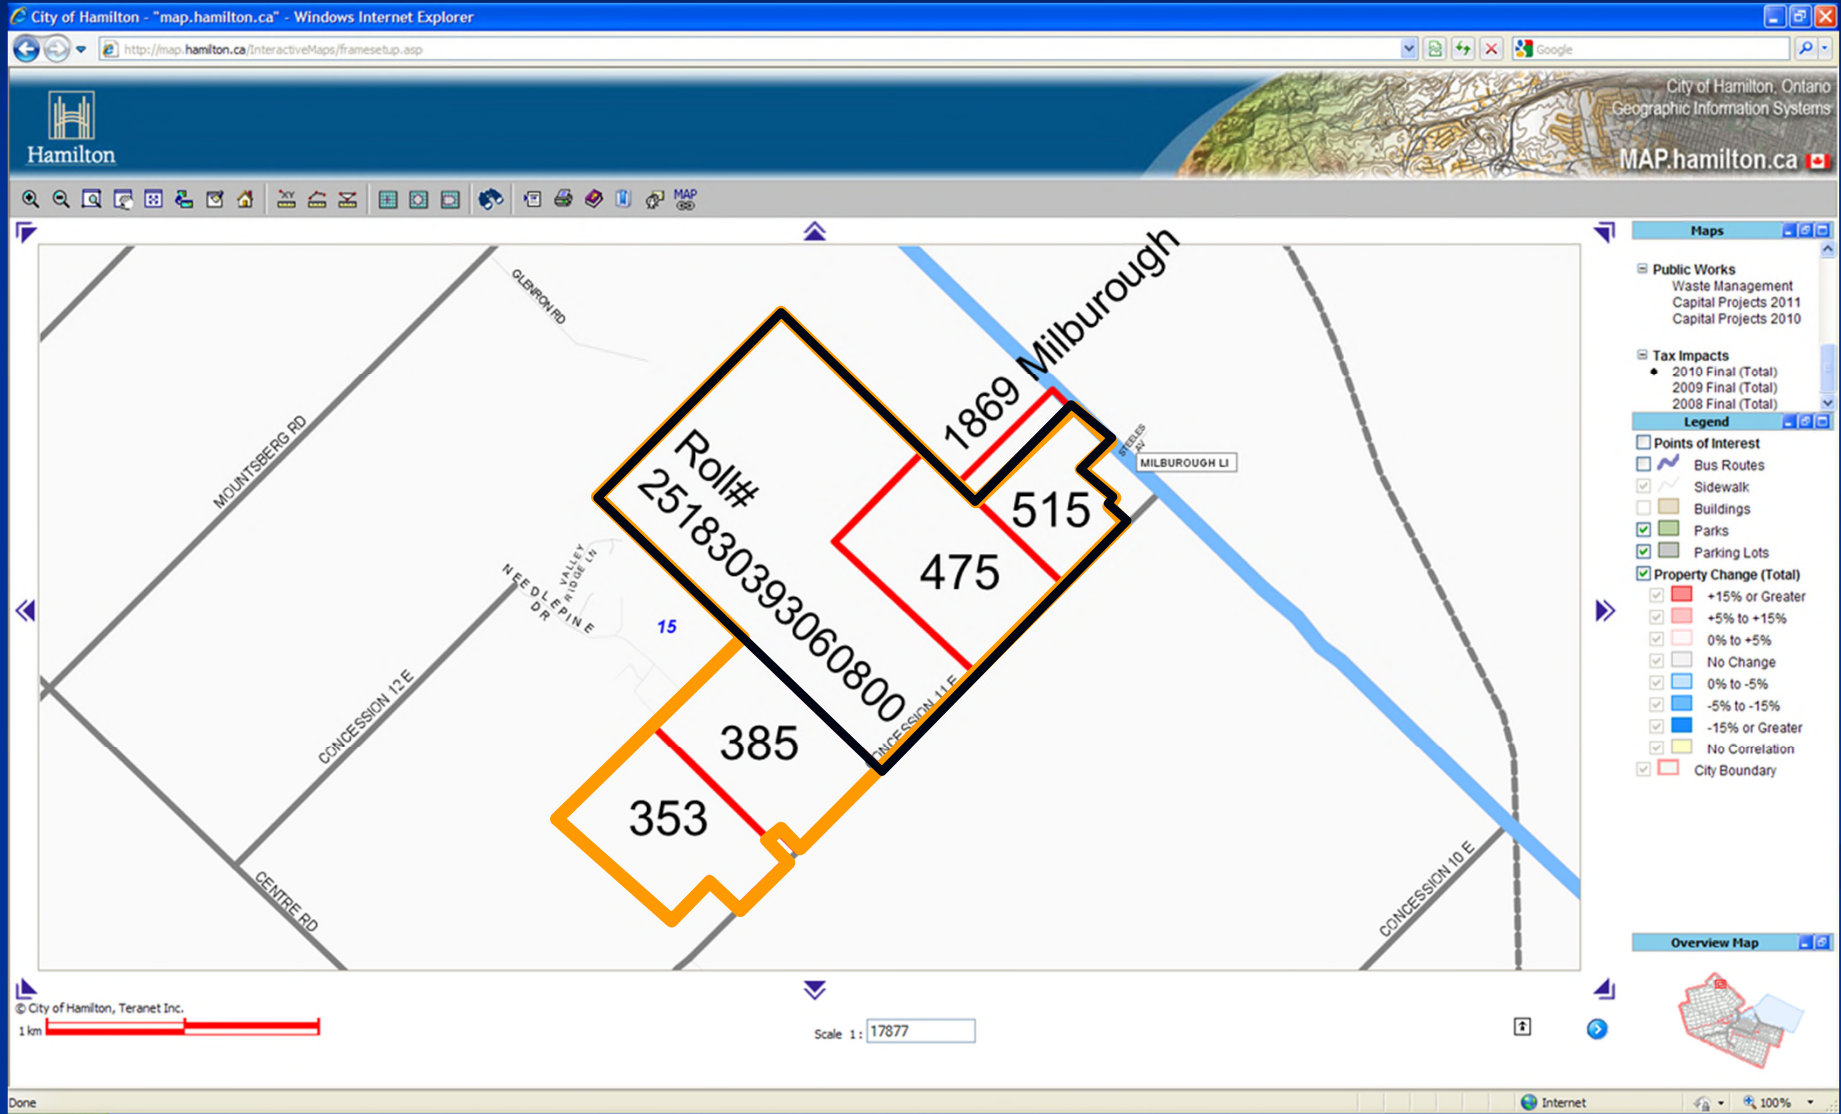 City of Hamilton - "map.hamilton.ca" - Windows Internet Explorer
http://map.hamilton.ca/InteractiveMaps/framesetup.asp
Google
Hamilton
City of Hamilton, Ontario
Geographic Information Systems
MAP.hamilton.ca
XY
MAP
GLENRON RD
MOUNTSBERG RD
1869 Milburough
STEELES AV
MILBUROUGH LI
Roll#
251830393060800
515
475
VALLEY RIDGE LN
NEEDLEPINE DR
15
CONCESSION 12 E
CONCESSION 11 E
385
353
CENTRE RD
CONCESSION 10 E
Maps
Public Works
Waste Management
Capital Projects 2011
Capital Projects 2010
Tax Impacts
2010 Final (Total)
2009 Final (Total)
2008 Final (Total)
Legend
Points of Interest
Bus Routes
Sidewalk
Buildings
Parks
Parking Lots
Property Change (Total)
+15% or Greater
+5% to +15%
0% to +5%
No Change
0% to -5%
-5% to -15%
-15% or Greater
No Correlation
City Boundary
Overview Map
© City of Hamilton, Teranet Inc.
1 km
Scale 1: 17877
Done
Internet
100%